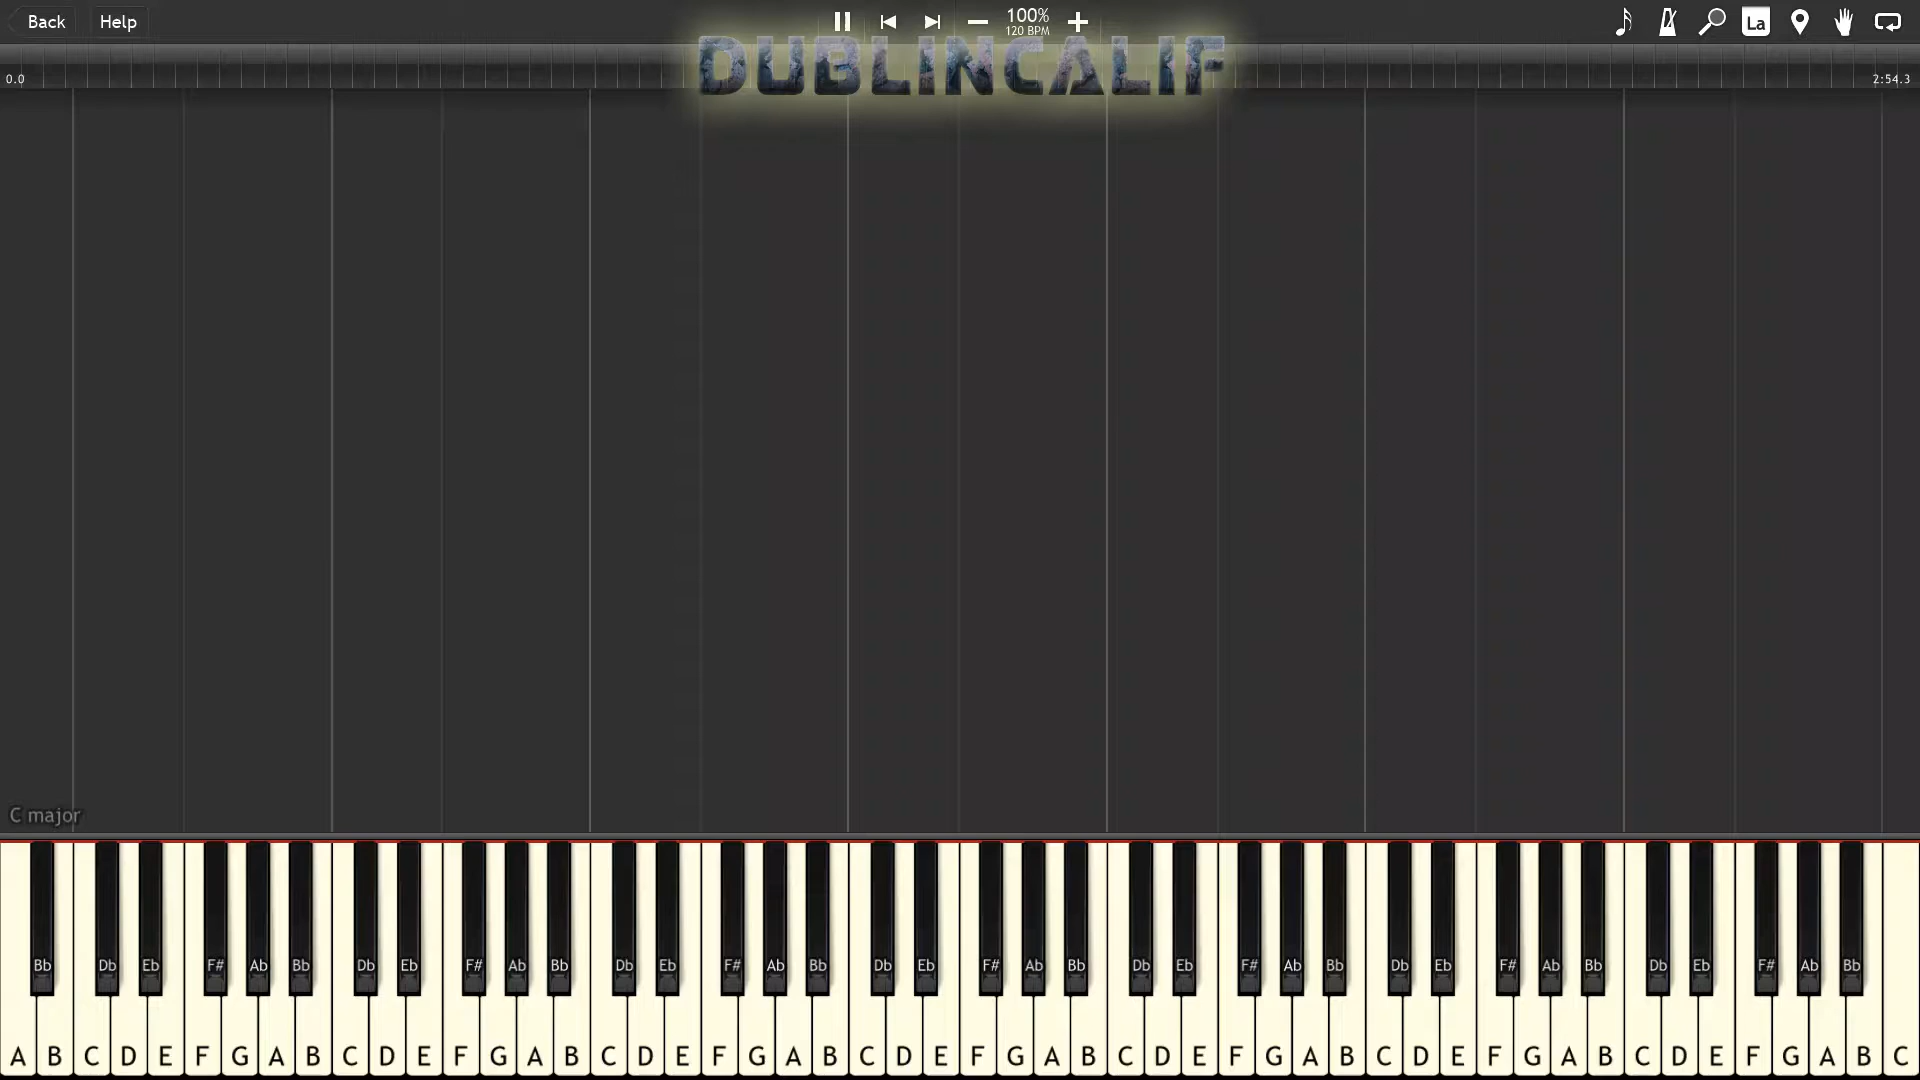 Back Help 100% La
120 BPM
DUBLINCALIF
0.0 2:54.3
C major
Bb Db Eb F# Ab Bb Db Eb F# Ab Bb Db Eb F# Ab Bb Db Eb F# Ab Bb Db Eb F# Ab Bb Db Eb F# Ab Bb Db Eb F# Ab Bb
A B C D E F G A B C D E F G A B C D E F G A B C D E F G A B C D E F G A B C D E F G A B C D E F G A B C